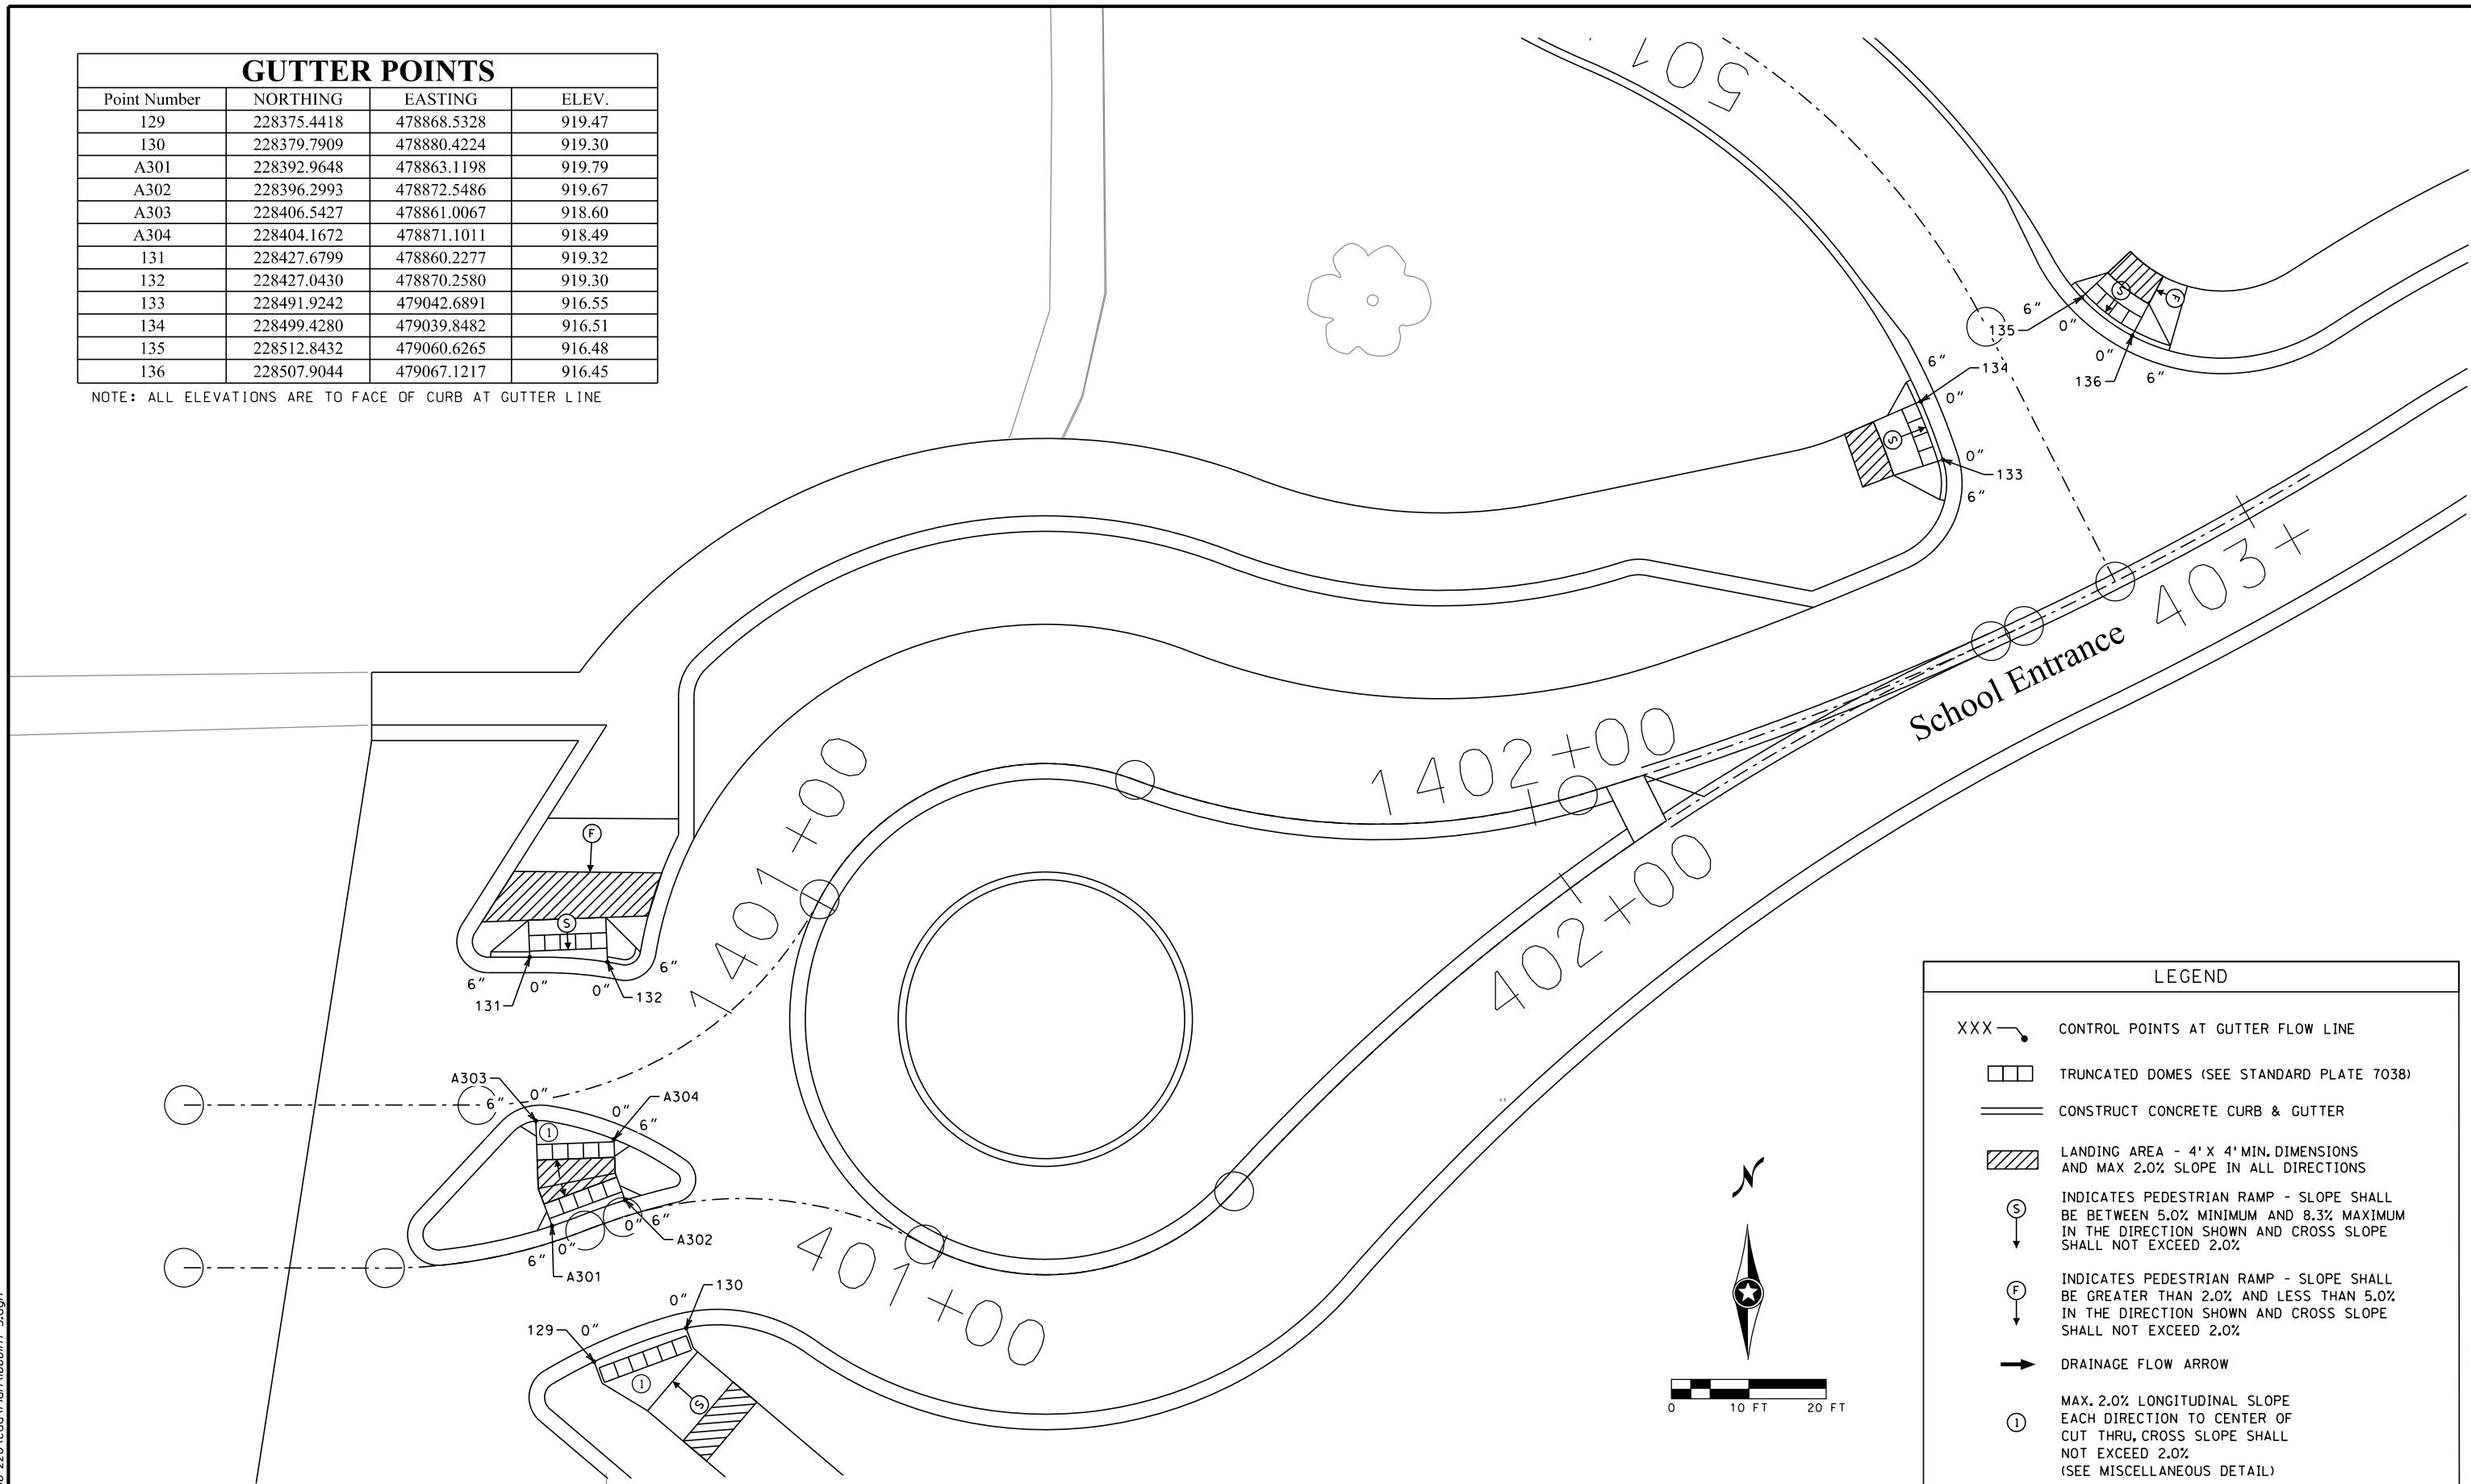 GUTTER POINTS
Point Number NORTHING EASTING ELEV.
129 228375.4418 478868.5328 919.47
130 228379.7909 478880.4224 919.30
A301 228392.9648 478863.1198 919.79
A302 228396.2993 478872.5486 919.67
A303 228406.5427 478861.0067 918.60
A304 228404.1672 478871.1011 918.49
131 228427.6799 478860.2277 919.32
132 228427.0430 478870.2580 919.30
133 228491.9242 479042.6891 916.55
134 228499.4280 479039.8482 916.51
135 228512.8432 479060.6265 916.48
136 228507.9044 479067.1217 916.45
NOTE: ALL ELEVATIONS ARE TO FACE OF CURB AT GUTTER LINE
501
S
F
6"
135
0"
0"
136
6"
6"
134
0"
S
0"
133
6"
403+
School Entrance
1402+00
402+00
1401+00
401+00
F
S
6"
0"
0"
6"
131
132
A303
0"
6"
0"
A304
6"
1
0"
6"
A302
0"
6"
A301
130
0"
129
0"
1
S
N
0 10 FT 20 FT
LEGEND
XXX CONTROL POINTS AT GUTTER FLOW LINE
TRUNCATED DOMES (SEE STANDARD PLATE 7038)
CONSTRUCT CONCRETE CURB & GUTTER
LANDING AREA - 4' X 4' MIN. DIMENSIONS
AND MAX 2.0% SLOPE IN ALL DIRECTIONS
S INDICATES PEDESTRIAN RAMP - SLOPE SHALL
BE BETWEEN 5.0% MINIMUM AND 8.3% MAXIMUM
IN THE DIRECTION SHOWN AND CROSS SLOPE
SHALL NOT EXCEED 2.0%
F INDICATES PEDESTRIAN RAMP - SLOPE SHALL
BE GREATER THAN 2.0% AND LESS THAN 5.0%
IN THE DIRECTION SHOWN AND CROSS SLOPE
SHALL NOT EXCEED 2.0%
DRAINAGE FLOW ARROW
1 MAX. 2.0% LONGITUDINAL SLOPE
EACH DIRECTION TO CENTER OF
CUT THRU, CROSS SLOPE SHALL
NOT EXCEED 2.0%
(SEE MISCELLANEOUS DETAIL)